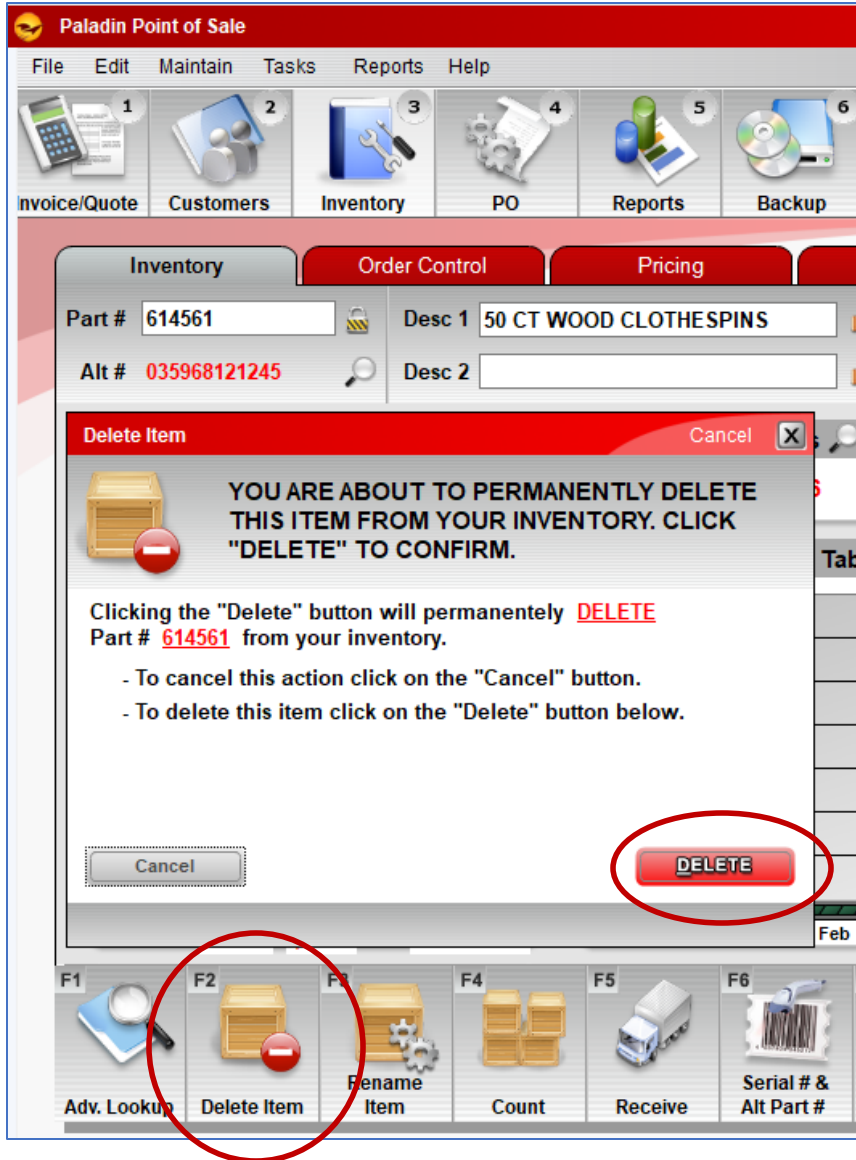 Paladin Point of Sale
File Edit Maintain Tasks Reports Help
1 2 3 4 5 6
nvoice/Quote Customers Inventory PO Reports Backup
Inventory Order Control Pricing
Part # 614561 Desc 1 50 CT WOOD CLOTHESPINS
Alt # 035968121245 Desc 2
Delete Item Cancel X
YOU ARE ABOUT TO PERMANENTLY DELETE
THIS ITEM FROM YOUR INVENTORY. CLICK
"DELETE" TO CONFIRM.
Tab
Clicking the "Delete" button will permanentely DELETE
Part # 614561 from your inventory.
- To cancel this action click on the "Cancel" button.
- To delete this item click on the "Delete" button below.
Cancel DELETE
Feb
F1 F2 F3 F4 F5 F6
Adv. Lookup Delete Item Rename Item Count Receive Serial # & Alt Part #